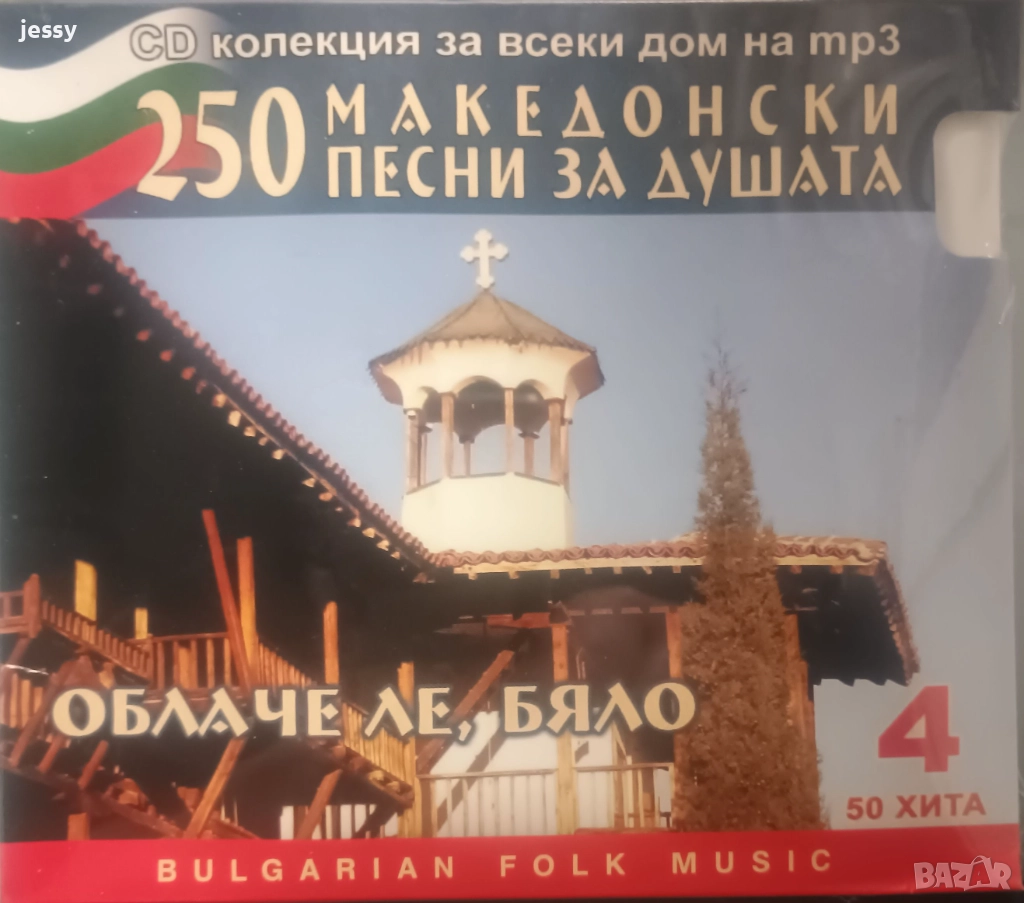 jessy
CD колекция за всеки дом на mp3
250 МАКЕДОНСКИ
ПЕСНИ ЗА ДУШАТА
ОБЛАЧЕ ЛЕ, БЯЛО
4
50 ХИТА
BULGARIAN FOLK MUSIC
BAZAR